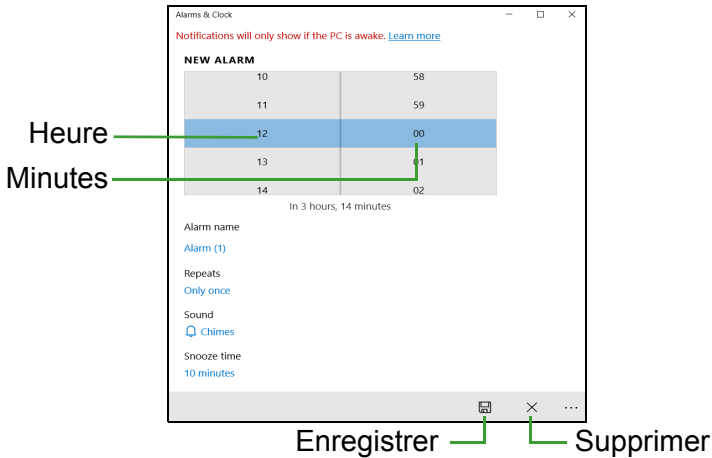 Alarms & Clock
Notifications will only show if the PC is awake. Learn more
NEW ALARM
10 58
11 59
Heure 12 00
13 01
Minutes
14 02
In 3 hours, 14 minutes
Alarm name
Alarm (1)
Repeats
Only once
Sound
Chimes
Snooze time
10 minutes
Enregistrer Supprimer